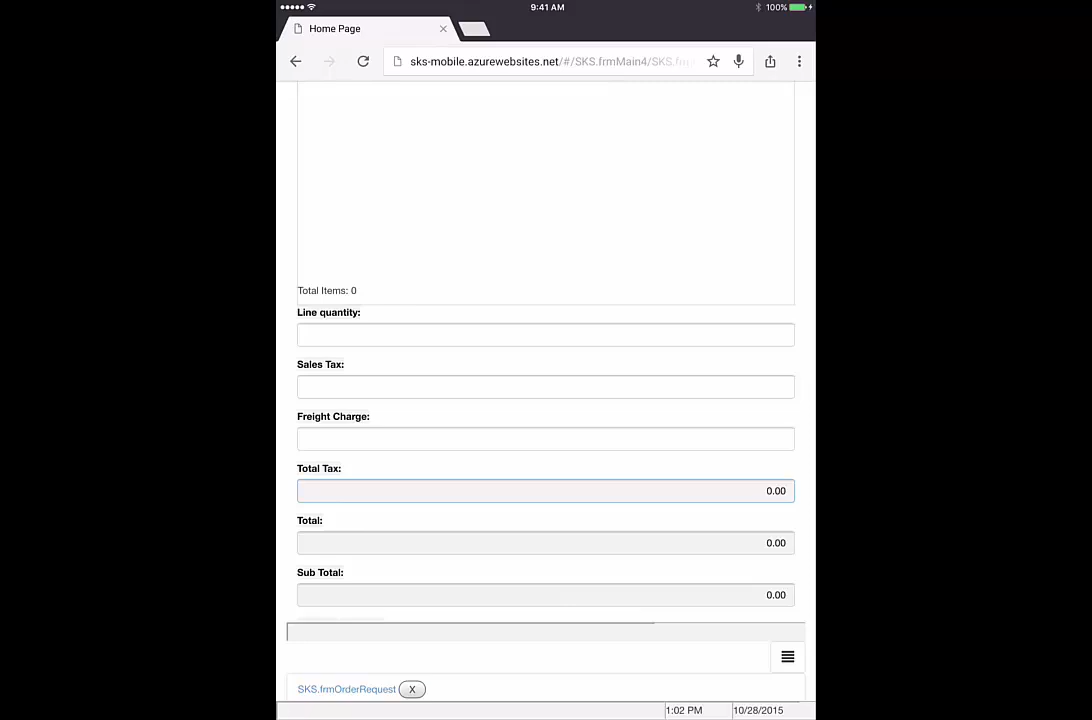 9:41 AM
100%
Home Page
sks-mobile.azurewebsites.net/#/SKS.frmMain4/SKS.frn
Total Items: 0
Line quantity:
Sales Tax:
Freight Charge:
Total Tax:
0.00
Total:
0.00
Sub Total:
0.00
SKS.frmOrderRequest X
1:02 PM 10/28/2015